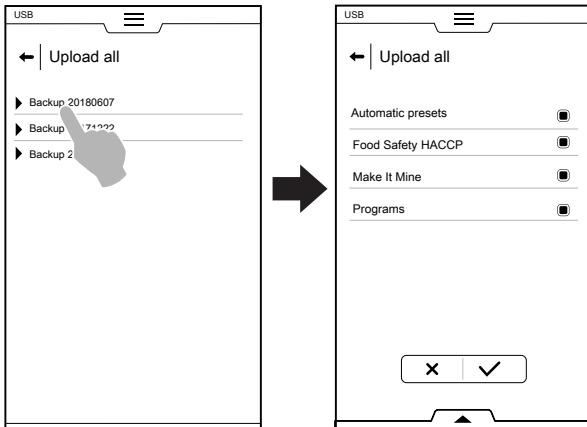 USB
Upload all
Backup 20180607
Backup 71222
Backup 2
USB
Upload all
Automatic presets
Food Safety HACCP
Make It Mine
Programs